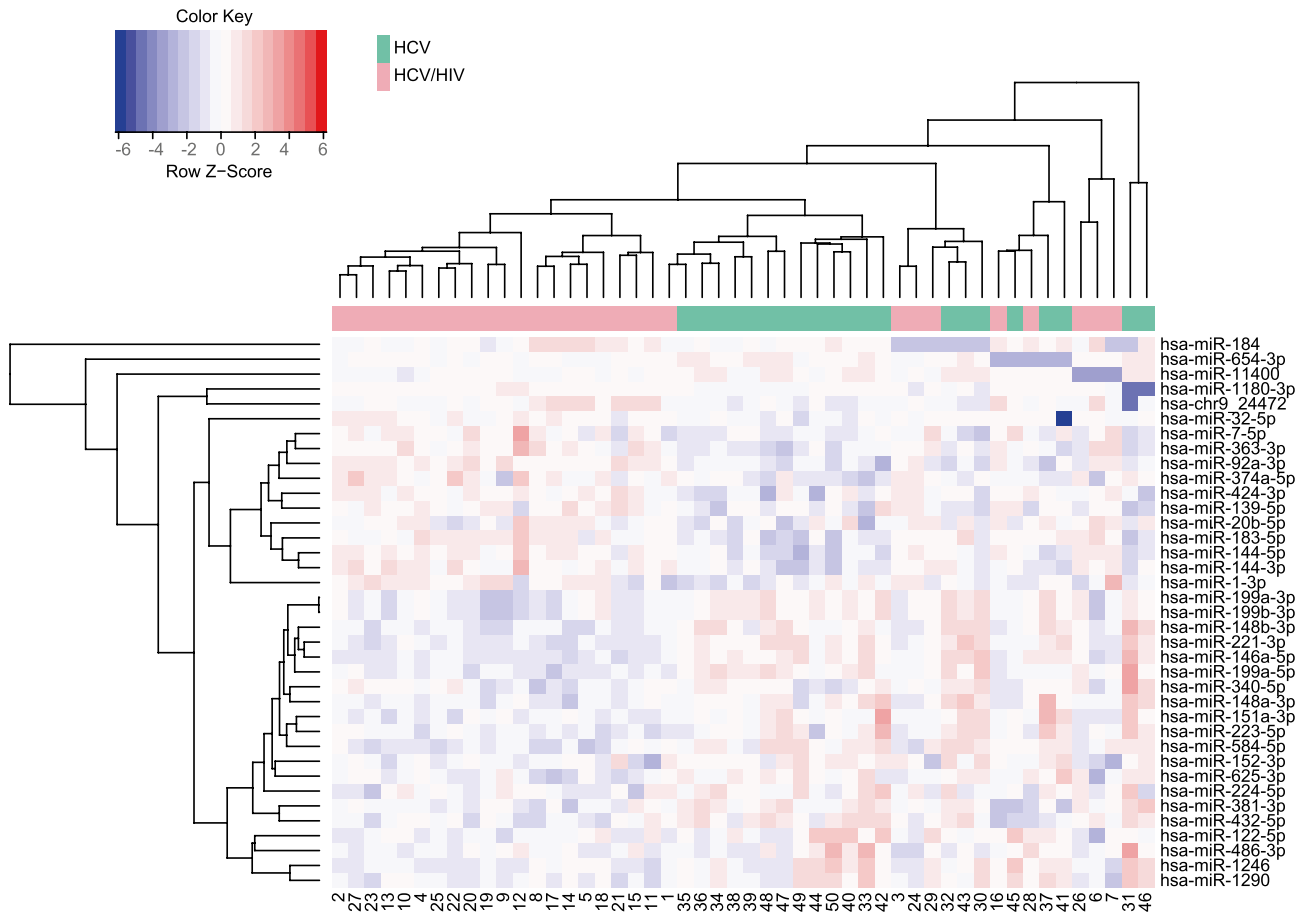 Color Key
-6 -4 -2 0 2 4 6
Row Z−Score
HCV
HCV/HIV
hsa-miR-184
hsa-miR-654-3p
hsa-miR-11400
hsa-miR-1180-3p
hsa-chr9_24472
hsa-miR-32-5p
hsa-miR-7-5p
hsa-miR-363-3p
hsa-miR-92a-3p
hsa-miR-374a-5p
hsa-miR-424-3p
hsa-miR-139-5p
hsa-miR-20b-5p
hsa-miR-183-5p
hsa-miR-144-5p
hsa-miR-144-3p
hsa-miR-1-3p
hsa-miR-199a-3p
hsa-miR-199b-3p
hsa-miR-148b-3p
hsa-miR-221-3p
hsa-miR-146a-5p
hsa-miR-199a-5p
hsa-miR-340-5p
hsa-miR-148a-3p
hsa-miR-151a-3p
hsa-miR-223-5p
hsa-miR-584-5p
hsa-miR-152-3p
hsa-miR-625-3p
hsa-miR-224-5p
hsa-miR-381-3p
hsa-miR-432-5p
hsa-miR-122-5p
hsa-miR-486-3p
hsa-miR-1246
hsa-miR-1290
2 27 23 13 10 4 25 22 20 19 9 12 8 17 14 5 18 21 15 11 1 35 36 34 38 39 48 47 49 44 50 40 33 42 3 24 29 32 43 30 16 45 28 37 41 26 6 7 31 46